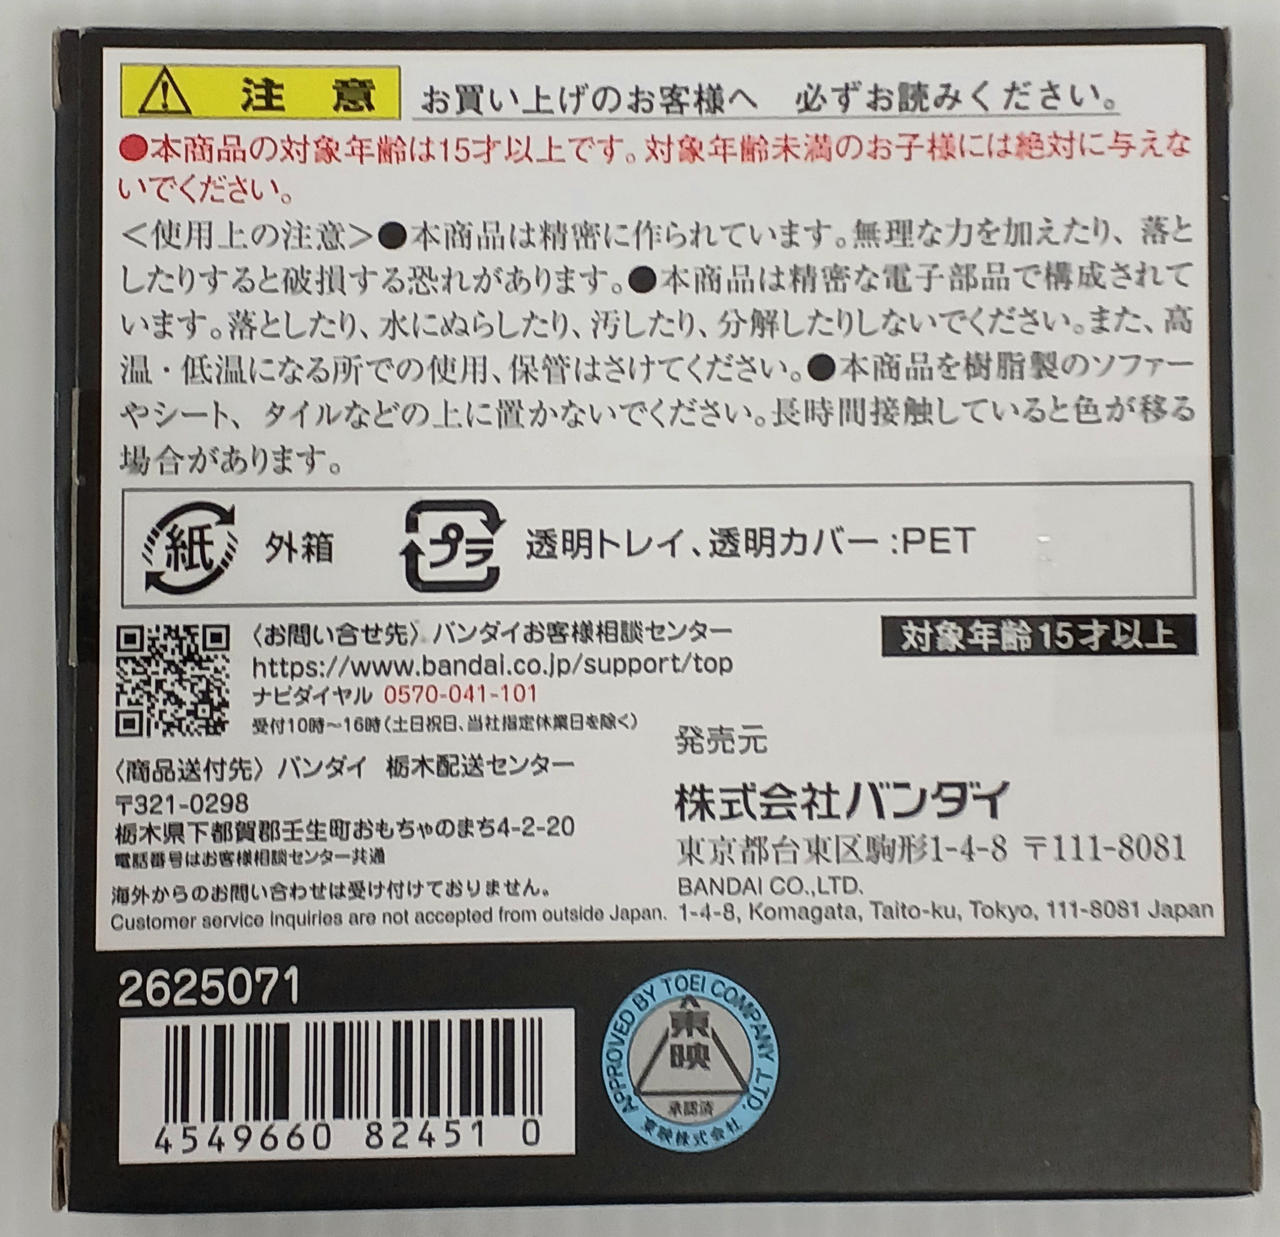 注意 お買い上げのお客様へ 必ずお読みください。
●本商品の対象年齢は15才以上です。対象年齢未満のお子様には絶対に与えな
いでください。
＜使用上の注意＞●本商品は精密に作られています。無理な力を加えたり、落と
したりすると破損する恐れがあります。●本商品は精密な電子部品で構成されて
います。落としたり、水にぬらしたり、汚したり、分解したりしないでください。また、高
温・低温になる所での使用、保管はさけてください。●本商品を樹脂製のソファー
やシート、タイルなどの上に置かないでください。長時間接触していると色が移る
場合があります。
紙 外箱 プラ 透明トレイ、透明カバー:PET
〈お問い合せ先〉バンダイお客様相談センター
https://www.bandai.co.jp/support/top
ナビダイヤル 0570-041-101
受付10時～16時(土日祝日、当社指定休業日を除く)
対象年齢15才以上
〈商品送付先〉バンダイ 栃木配送センター
〒321-0298
栃木県下都賀郡壬生町おもちゃのまち4-2-20
電話番号はお客様相談センター共通
海外からのお問い合わせは受け付けておりません。
Customer service inquiries are not accepted from outside Japan.
発売元
株式会社バンダイ
東京都台東区駒形1-4-8 〒111-8081
BANDAI CO.,LTD.
1-4-8, Komagata, Taito-ku, Tokyo, 111-8081 Japan
2625071
4549660 82451 0
APPROVED BY TOEI COMPANY, LTD.
東映
承認済
東映株式会社